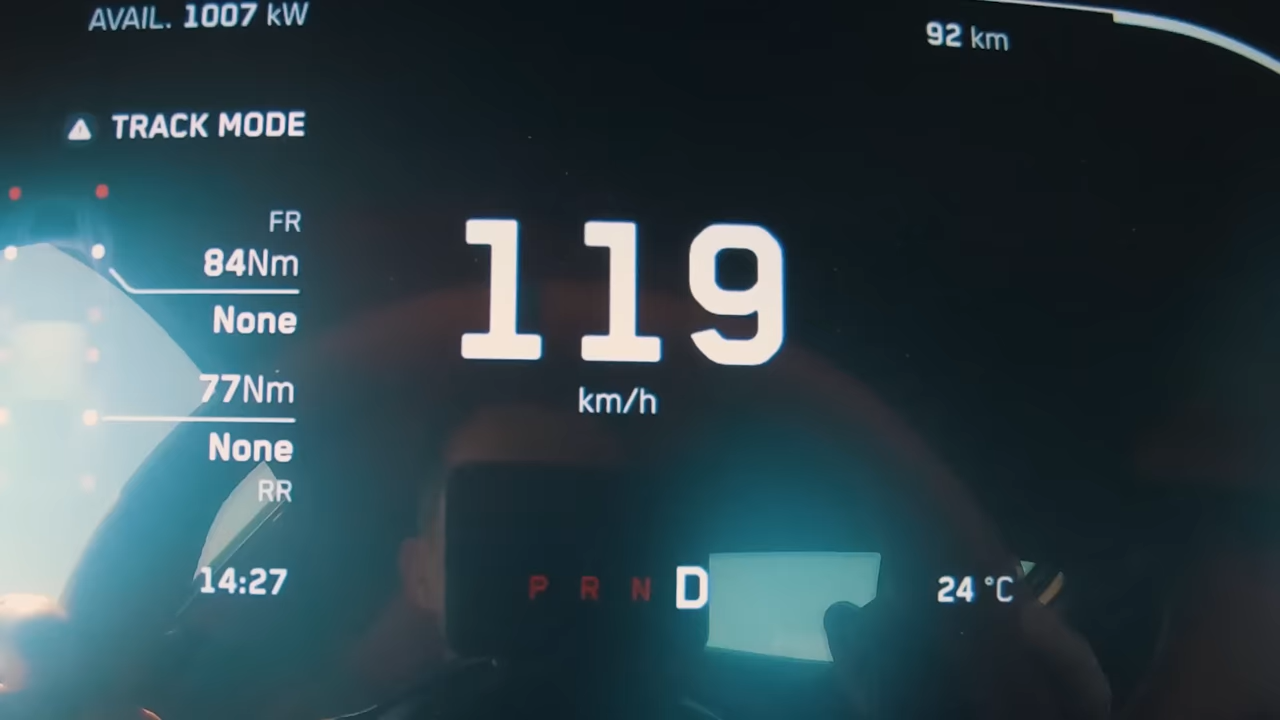 AVAIL. 1007 kW
92 km
TRACK MODE
FR
84Nm
None
119
km/h
77Nm
None
RR
14:27
P R N D
24 °C